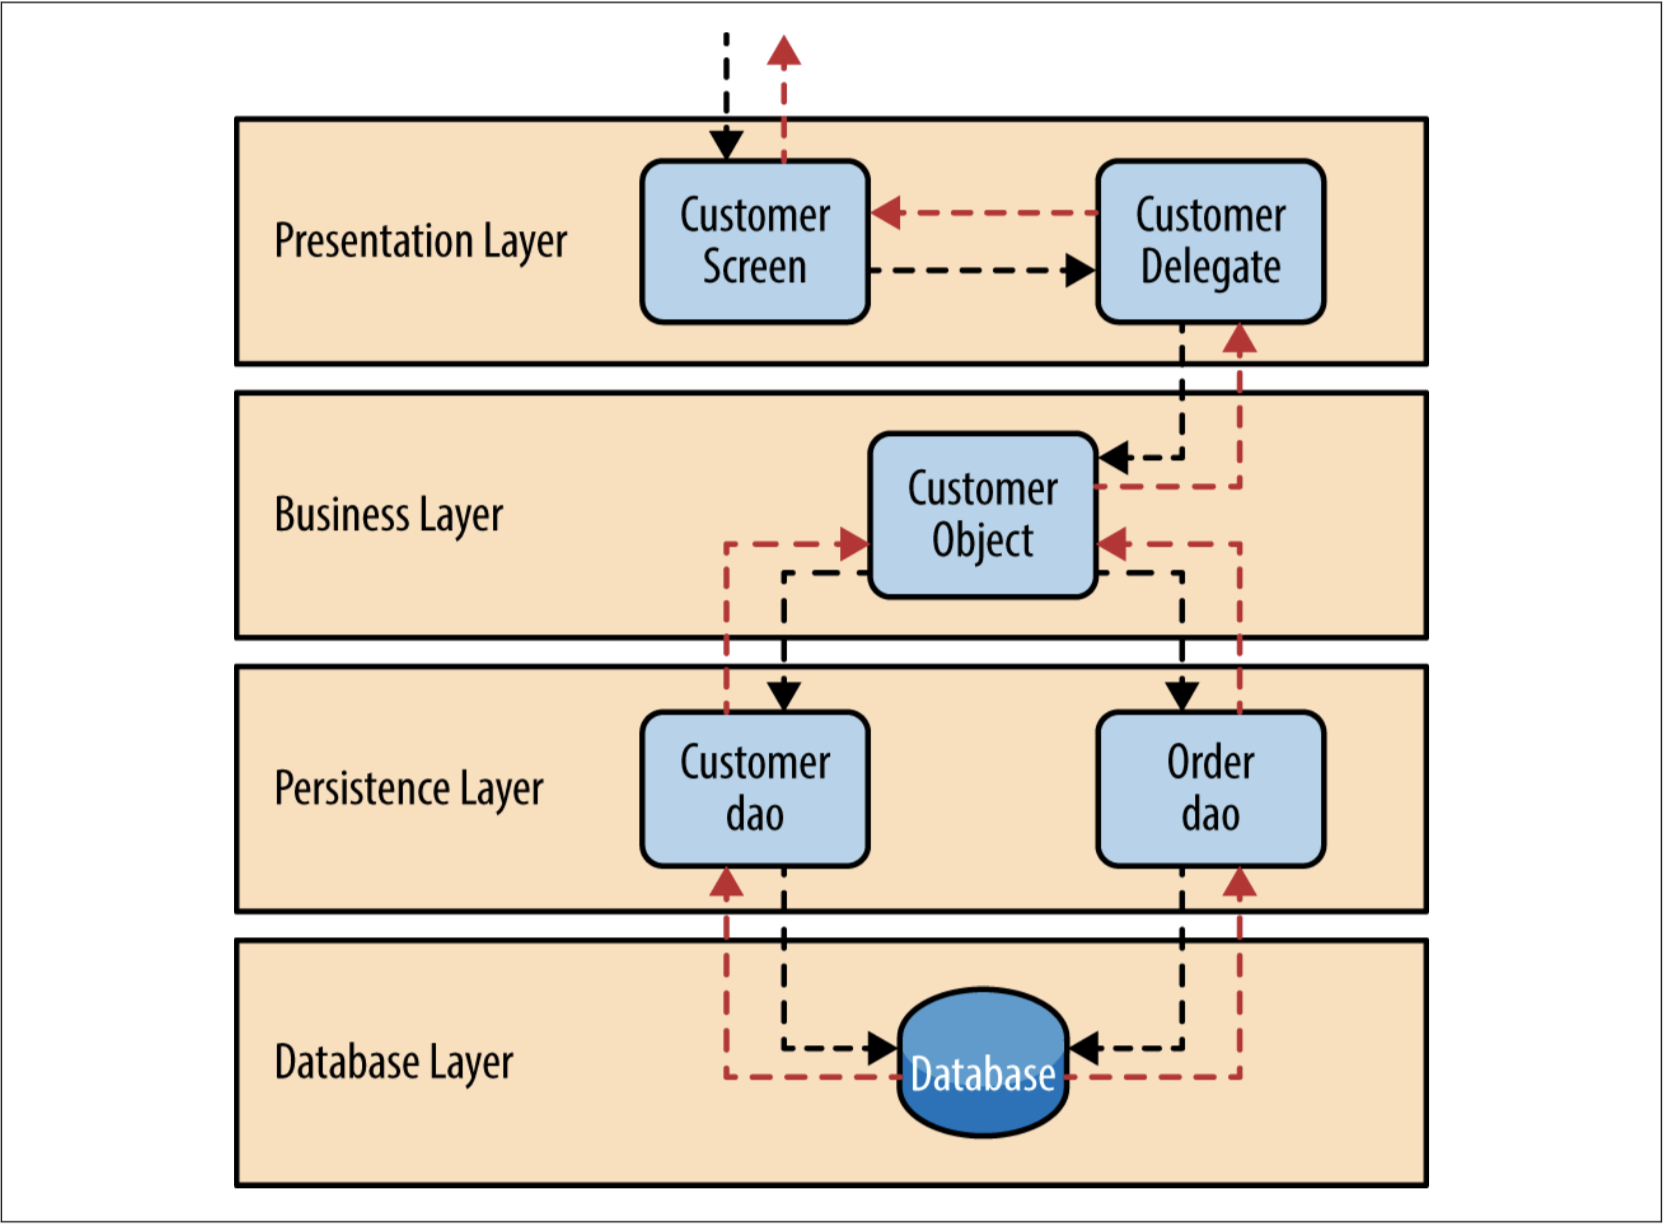 Presentation Layer
Customer
Screen
Customer
Delegate
Business Layer
Customer
Object
Persistence Layer
Customer
dao
Order
dao
Database Layer
Database